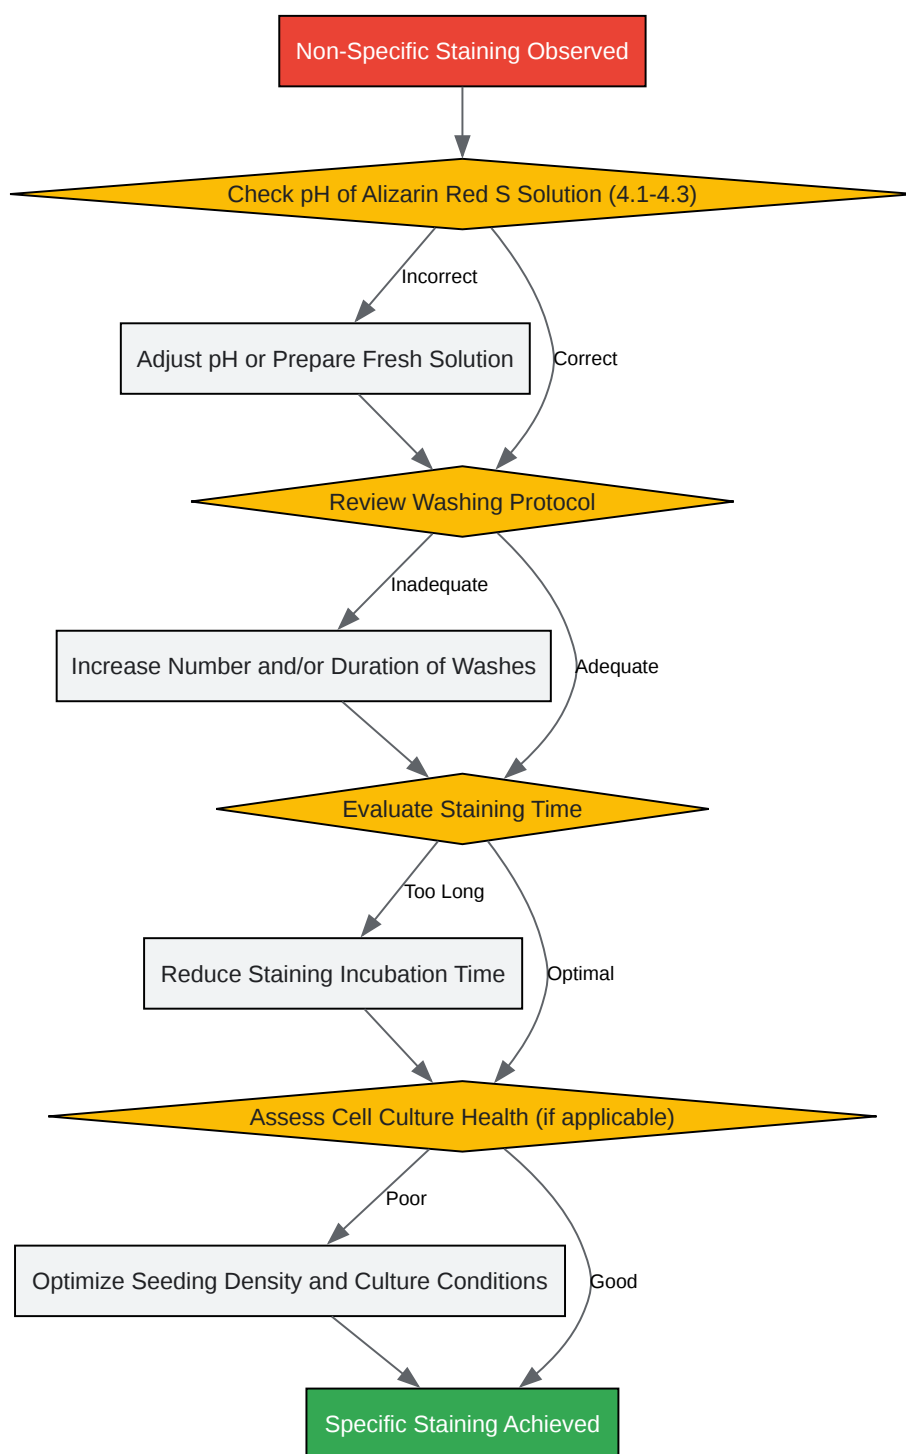 Non-Specific Staining Observed
Check pH of Alizarin Red S Solution (4.1-4.3)
Incorrect
Adjust pH or Prepare Fresh Solution
Correct
Review Washing Protocol
Inadequate
Increase Number and/or Duration of Washes
Adequate
Evaluate Staining Time
Too Long
Reduce Staining Incubation Time
Optimal
Assess Cell Culture Health (if applicable)
Poor
Optimize Seeding Density and Culture Conditions
Good
Specific Staining Achieved